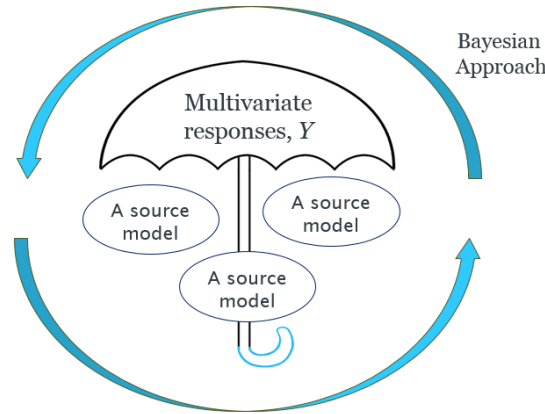 Bayesian
Approach
Multivariate
responses, Y
A source
model
A source
model
A source
model